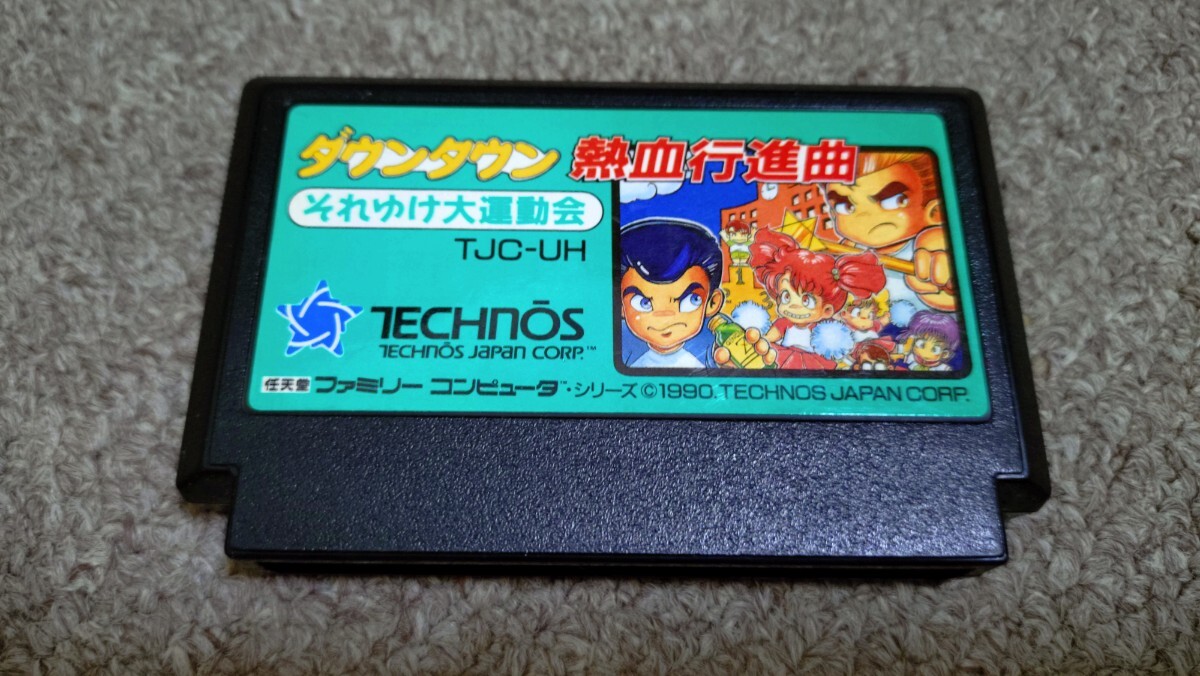 ダウンタウン 熱血行進曲
それゆけ大運動会
TJC-UH
TECHNŌS
TECHNŌS JAPAN CORP.™
任天堂 ファミリー コンピュータ™・シリーズ ©1990. TECHNOS JAPAN CORP.
1